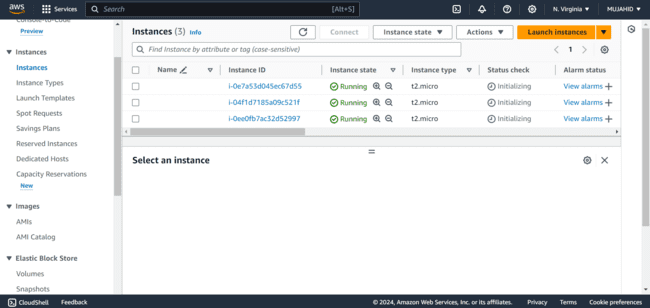 aws
Services
Search
[Alt+S]
N. Virginia
MUJAHID
Console-to-Code
Preview
Instances
Instances
Instance Types
Launch Templates
Spot Requests
Savings Plans
Reserved Instances
Dedicated Hosts
Capacity Reservations
New
Images
AMIs
AMI Catalog
Elastic Block Store
Volumes
Snapshots
Instances (3) Info
Connect
Instance state
Actions
Launch instances
Find Instance by attribute or tag (case-sensitive)
1
Name Instance ID Instance state Instance type Status check Alarm status
i-0e7a53d045ec67d55 Running t2.micro Initializing View alarms
i-04f1d7185a09c521f Running t2.micro Initializing View alarms
i-0ee0fb7ac32d52997 Running t2.micro Initializing View alarms
Select an instance
CloudShell Feedback
© 2024, Amazon Web Services, Inc. or its affiliates. Privacy Terms Cookie preferences